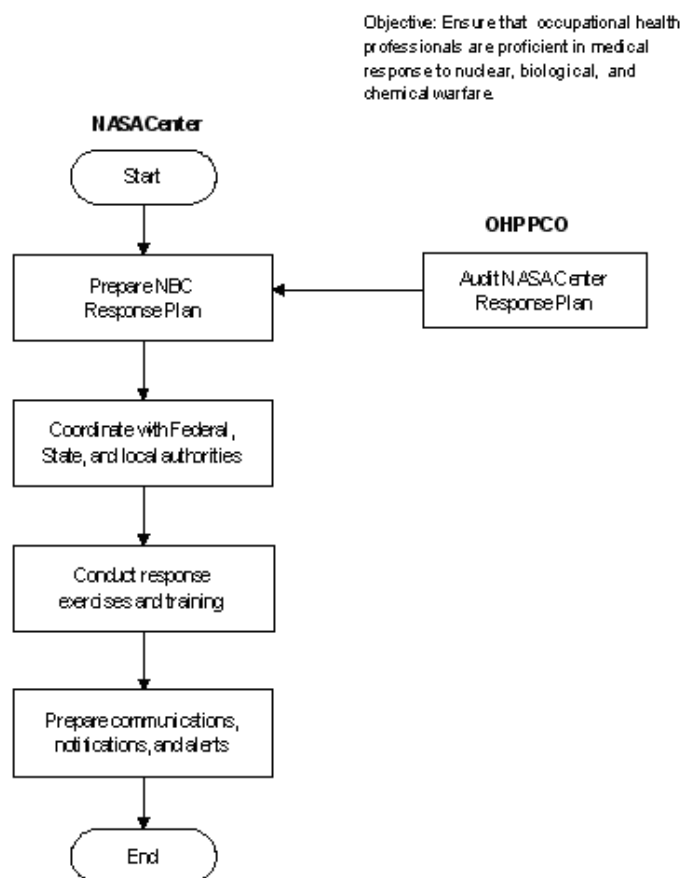 Objective: Ensure that occupational health
professionals are proficient in medical
response to nuclear, biological, and
chemical warfare.
NASA Center
Start
OHPPCO
Prepare NBC
Response Plan
Audit NASA Center
Response Plan
Coordinate with Federal,
State, and local authorities
Conduct response
exercises and training
Prepare communications,
notifications, and alerts
End